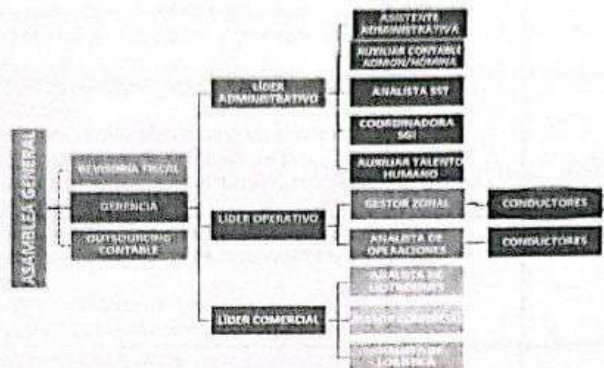 ASAMBLEA GENERAL
REVISORIA FISCAL
GERENCIA
OUTSOURCING
CONTABLE
LÍDER
ADMINISTRATIVO
ASISTENTE
ADMINISTRATIVA
AUXILIAR CONTABLE
ADMON/NOMINA
ANALISTA SST
COORDINADORA
SGI
AUXILIAR TALENTO
HUMANO
LÍDER OPERATIVO
GESTOR ZONAL
CONDUCTORES
ANALISTA DE
OPERACIONES
CONDUCTORES
LÍDER COMERCIAL
ANALISTA DE
LICITACIONES